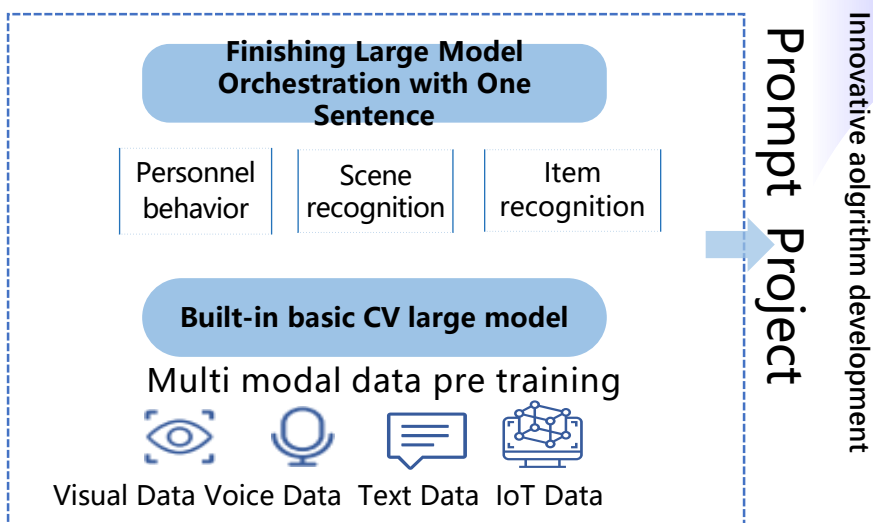 Finishing Large Model
Orchestration with One
Sentence
Personnel
behavior
Scene
recognition
Item
recognition
Built-in basic CV large model
Multi modal data pre training
Visual Data Voice Data Text Data IoT Data
Prompt Project
Innovative aolgrithm development